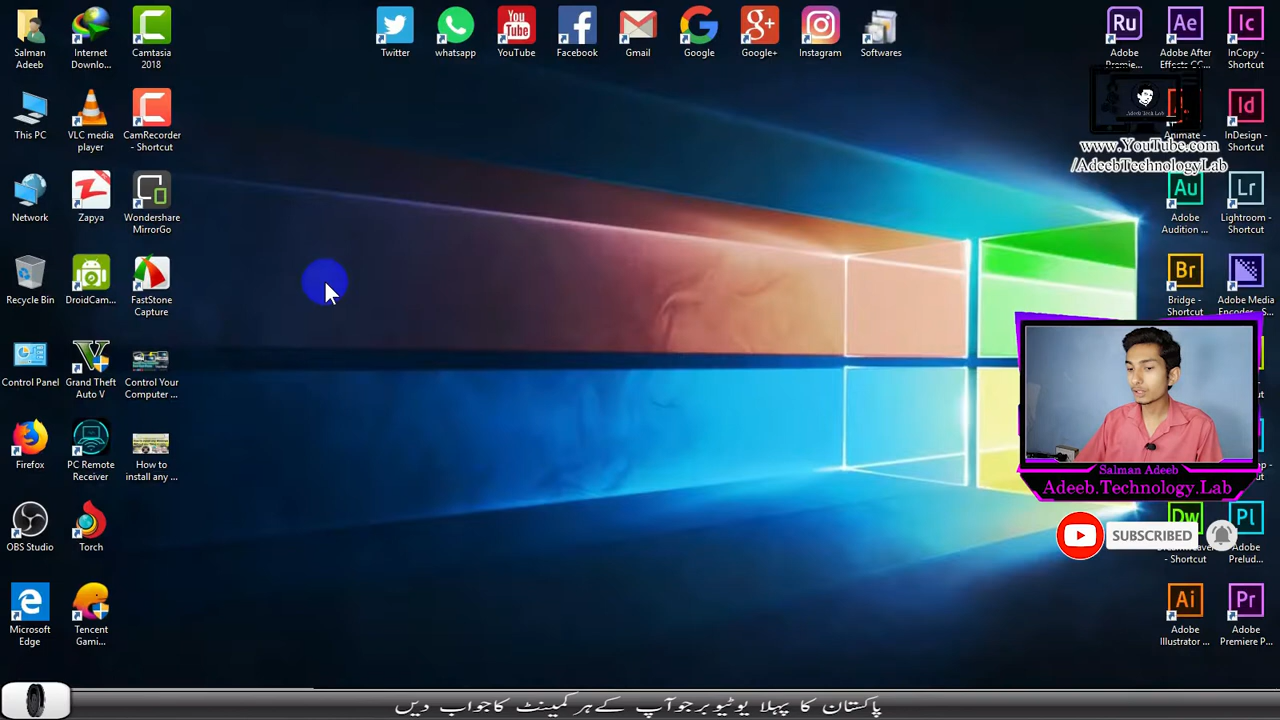 Salman
Adeeb
Internet
Downlo...
Camtasia
2018
Twitter
whatsapp
You
Tube
YouTube
Facebook
Gmail
Google
g+
Google+
Instagram
Softwares
Ru
Adobe
Premie...
Ae
Adobe After
Effects CC...
Ic
InCopy -
Shortcut
This PC
VLC media
player
CamRecorder
- Shortcut
Animate -
Id
InDesign -
Shortcut
Adeeb Tech Lab
www.YouTube.com
/AdeebTechnologyLab
Network
Zapya
Wondershare
MirrorGo
Au
Adobe
Audition ...
Lr
Lightroom -
Shortcut
Recycle Bin
DroidCam...
FastStone
Capture
Br
Bridge -
Shortcut
Adobe Media
Encoder - S...
Control Panel
V
Grand Theft
Auto V
Control Your
Computer ...
Firefox
PC Remote
Receiver
How to
install any ...
Salman Adeeb
Adeeb.Technology.Lab
OBS Studio
Torch
SUBSCRIBED
Dw
- Shortcut
Pl
Adobe
Prelud...
Microsoft
Edge
Tencent
Gami...
Ai
Adobe
Illustrator ...
Pr
Adobe
Premiere P...
پاکستان کا پہلا یوٹیوبر جو آپ کے ہر کمینٹ کا جواب دیں